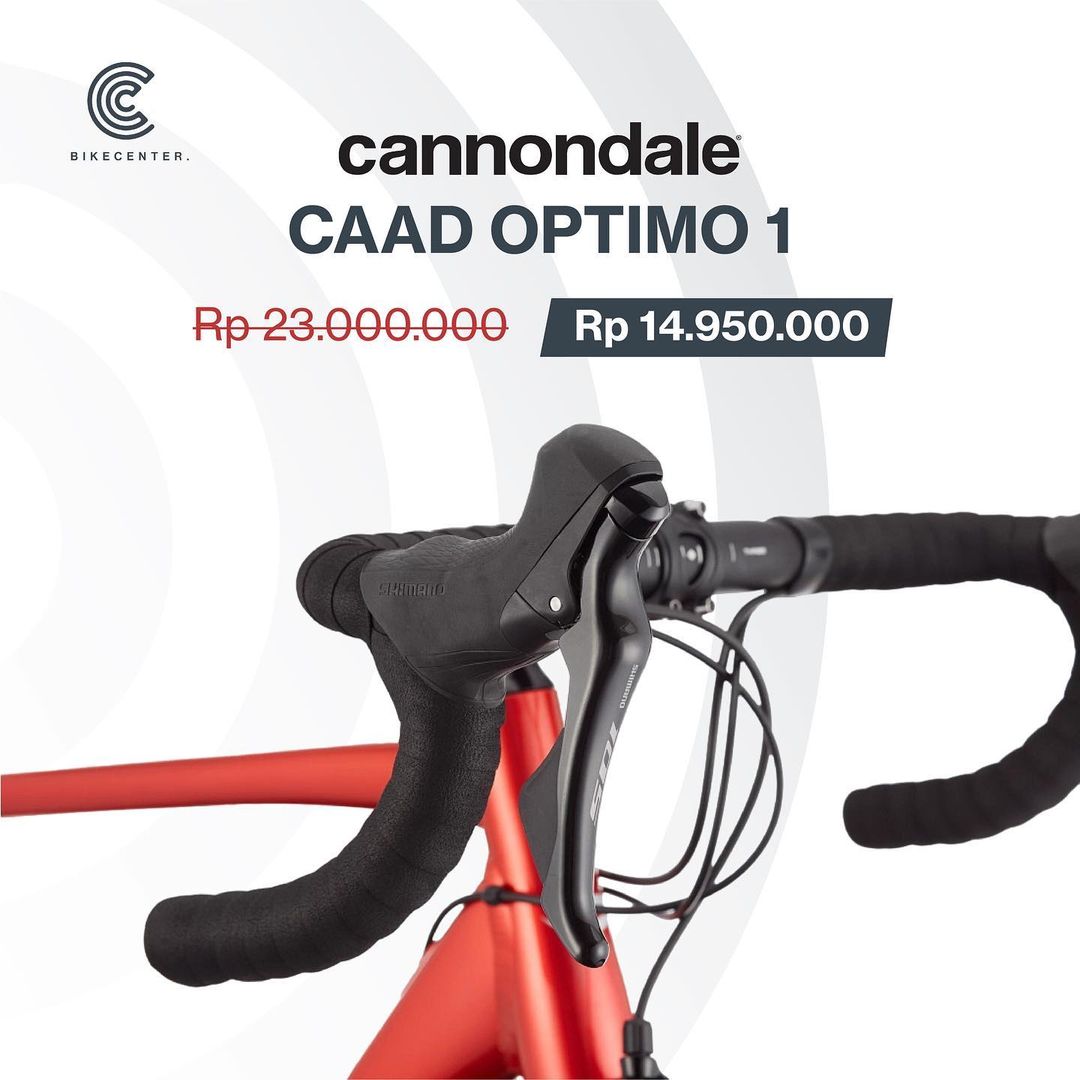 BIKECENTER.
cannondale
CAAD OPTIMO 1
Rp 23.000.000
Rp 14.950.000
SHIMANO
SHIMANO
105